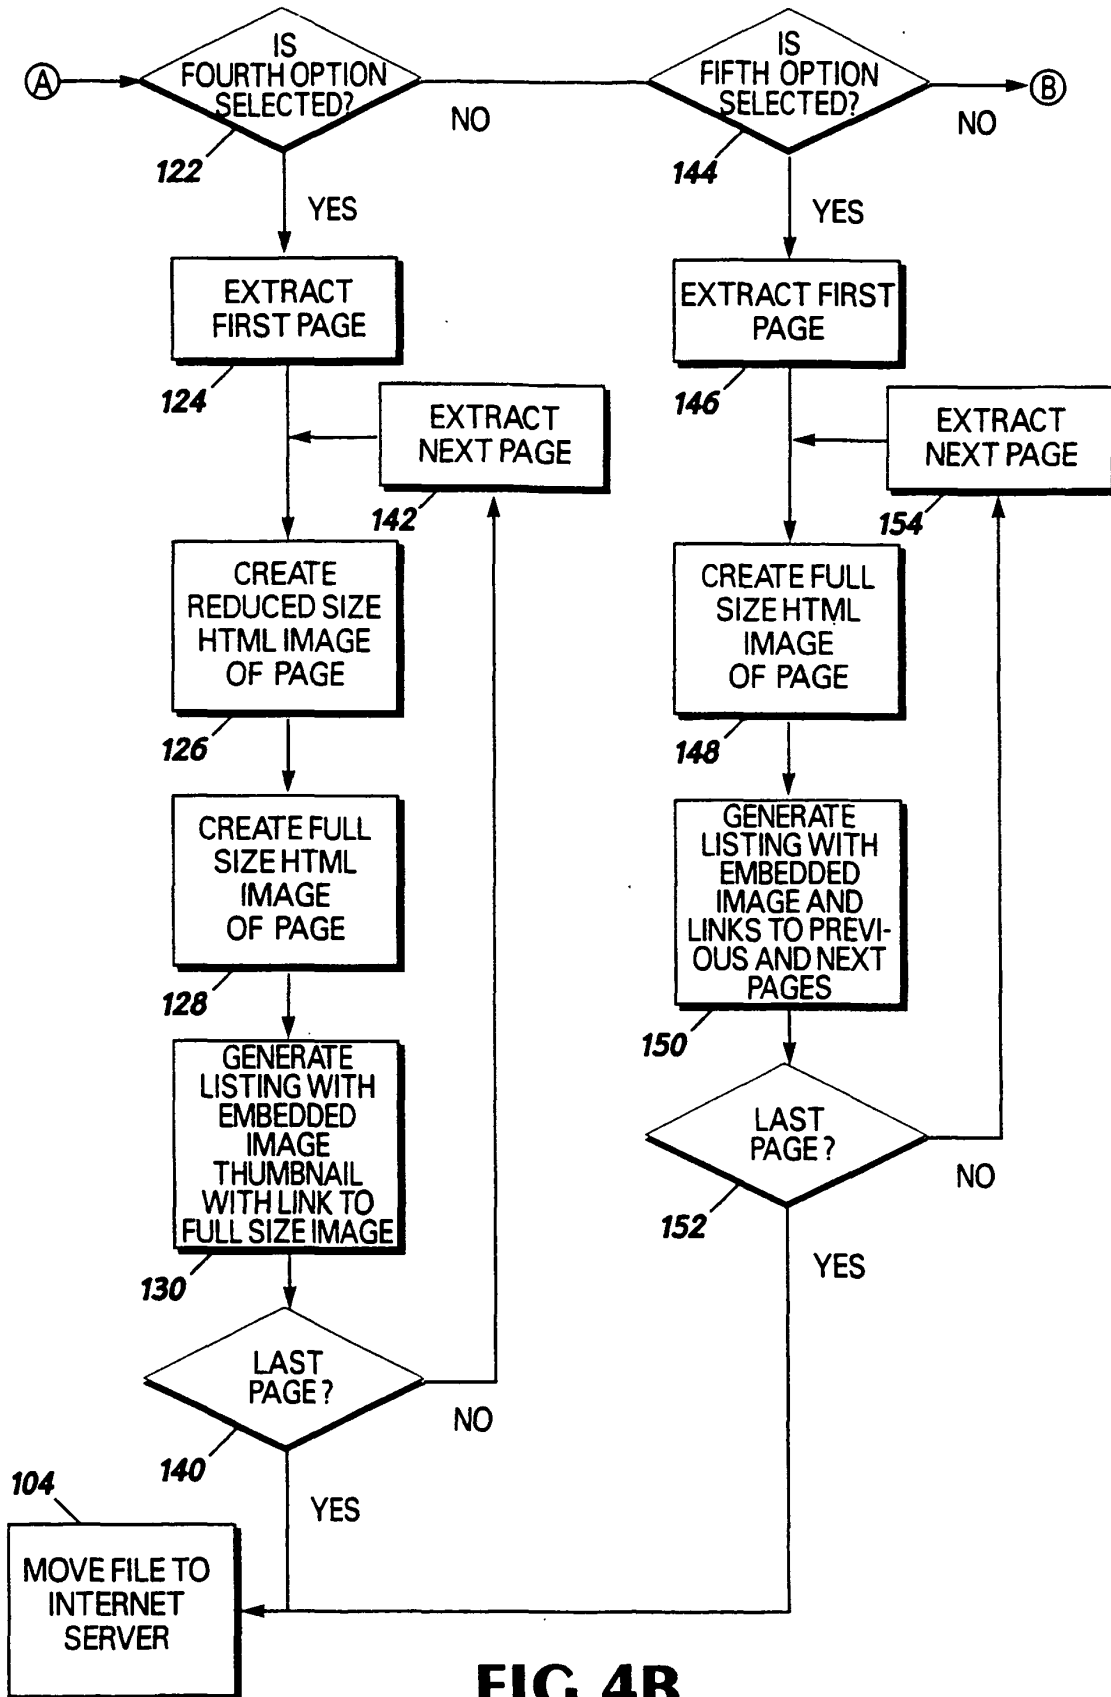 IS
FOURTH OPTION
SELECTED?
A
NO
122
YES
EXTRACT
FIRST PAGE
124
EXTRACT
NEXT PAGE
142
CREATE
REDUCED SIZE
HTML IMAGE
OF PAGE
126
CREATE FULL
SIZE HTML
IMAGE
OF PAGE
128
GENERATE
LISTING WITH
EMBEDDED
IMAGE
THUMBNAIL
WITH LINK TO
FULL SIZE IMAGE
130
LAST
PAGE?
NO
140
YES
104
MOVE FILE TO
INTERNET
SERVER
IS
FIFTH OPTION
SELECTED?
B
NO
144
YES
EXTRACT FIRST
PAGE
146
EXTRACT
NEXT PAGE
154
CREATE FULL
SIZE HTML
IMAGE
OF PAGE
148
GENERATE
LISTING WITH
EMBEDDED
IMAGE AND
LINKS TO PREVI-
OUS AND NEXT
PAGES
150
LAST
PAGE?
NO
152
YES
FIG 4B